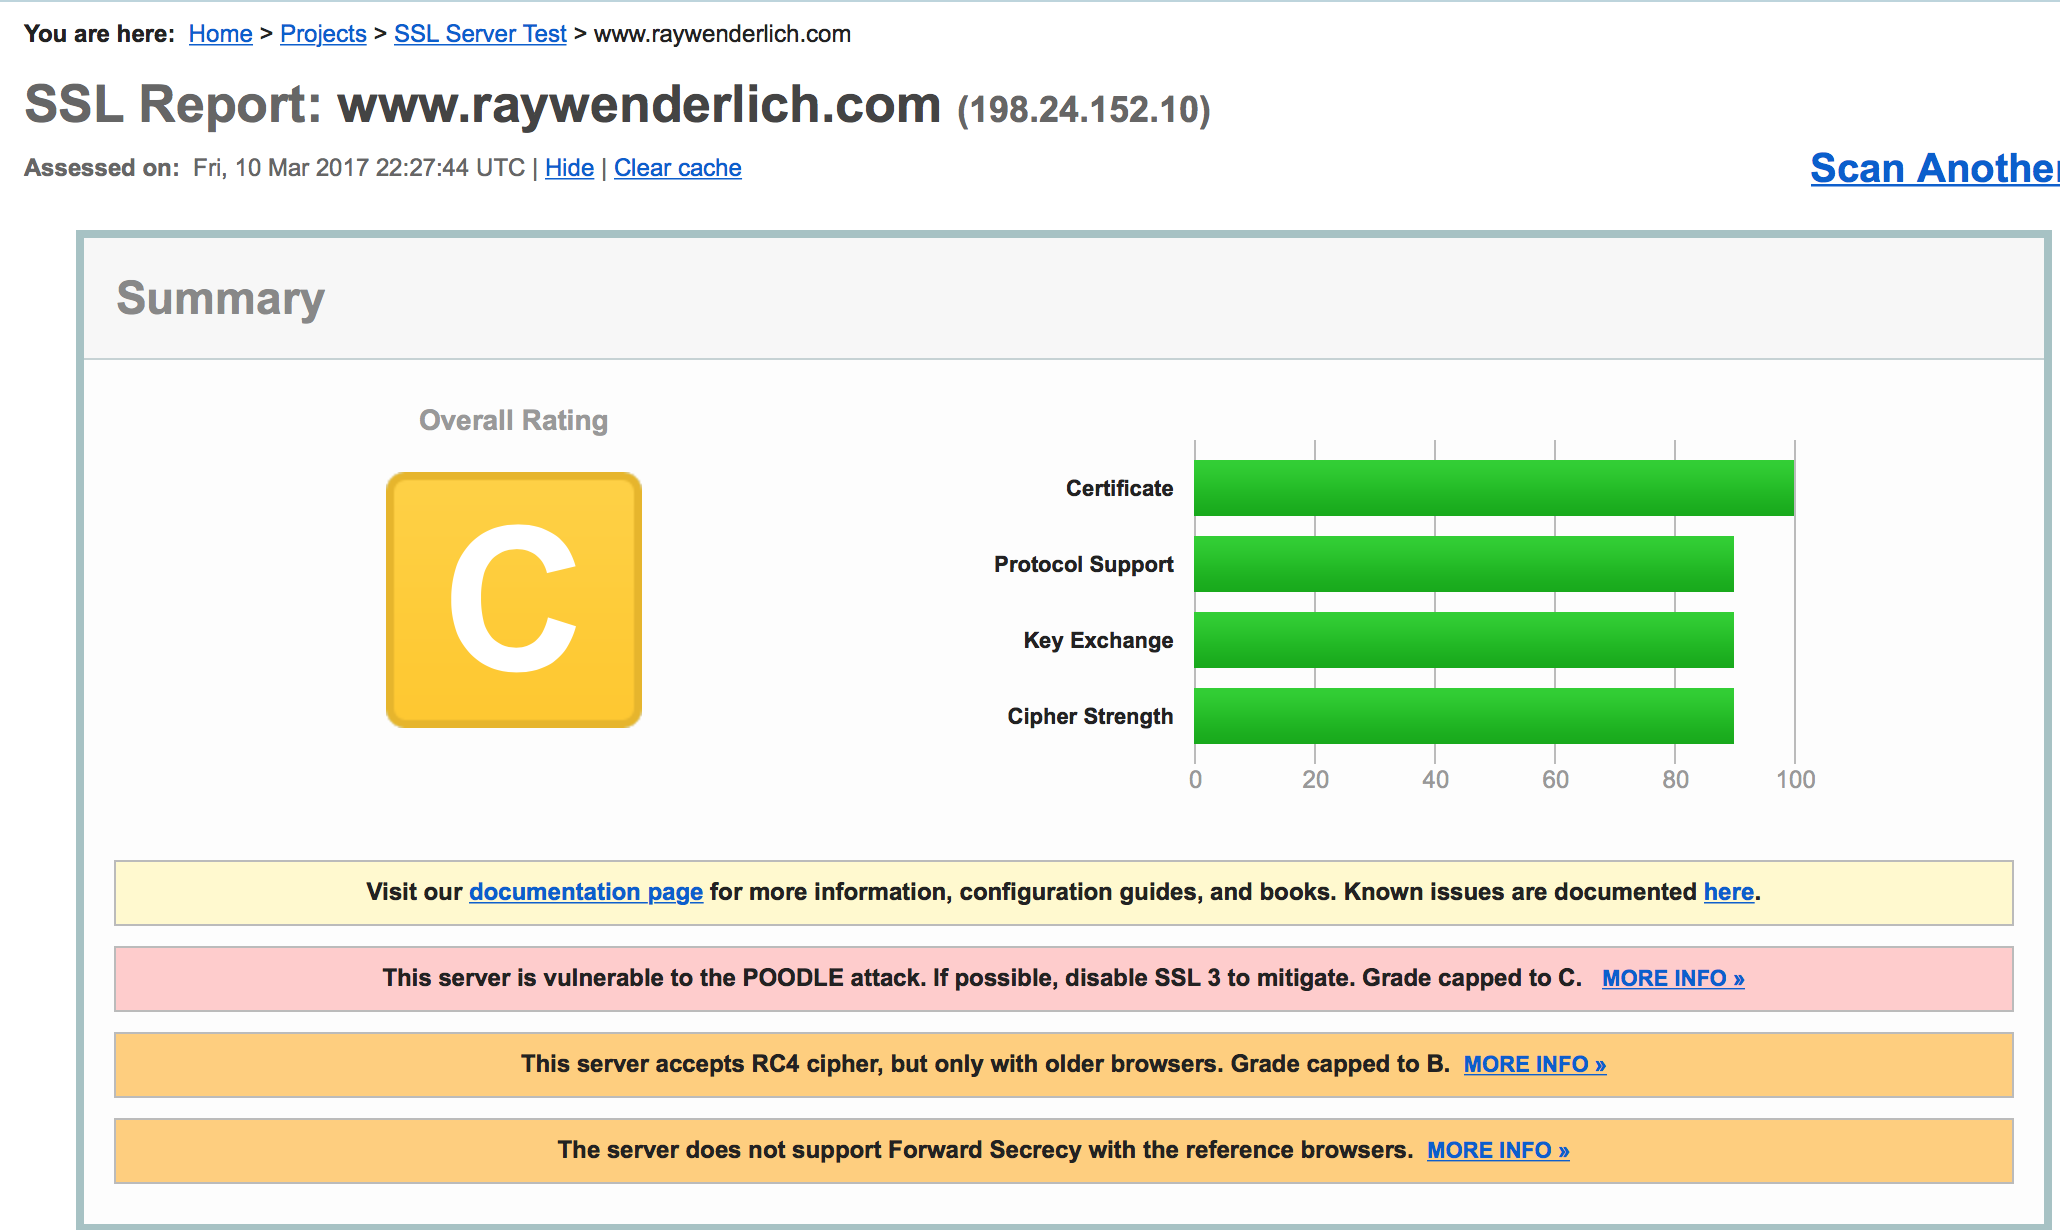 You are here: Home > Projects > SSL Server Test > www.raywenderlich.com
SSL Report: www.raywenderlich.com (198.24.152.10)
Assessed on: Fri, 10 Mar 2017 22:27:44 UTC | Hide | Clear cache
Scan Another
Summary
Overall Rating
C
Certificate
Protocol Support
Key Exchange
Cipher Strength
0 20 40 60 80 100
Visit our documentation page for more information, configuration guides, and books. Known issues are documented here.
This server is vulnerable to the POODLE attack. If possible, disable SSL 3 to mitigate. Grade capped to C. MORE INFO »
This server accepts RC4 cipher, but only with older browsers. Grade capped to B. MORE INFO »
The server does not support Forward Secrecy with the reference browsers. MORE INFO »